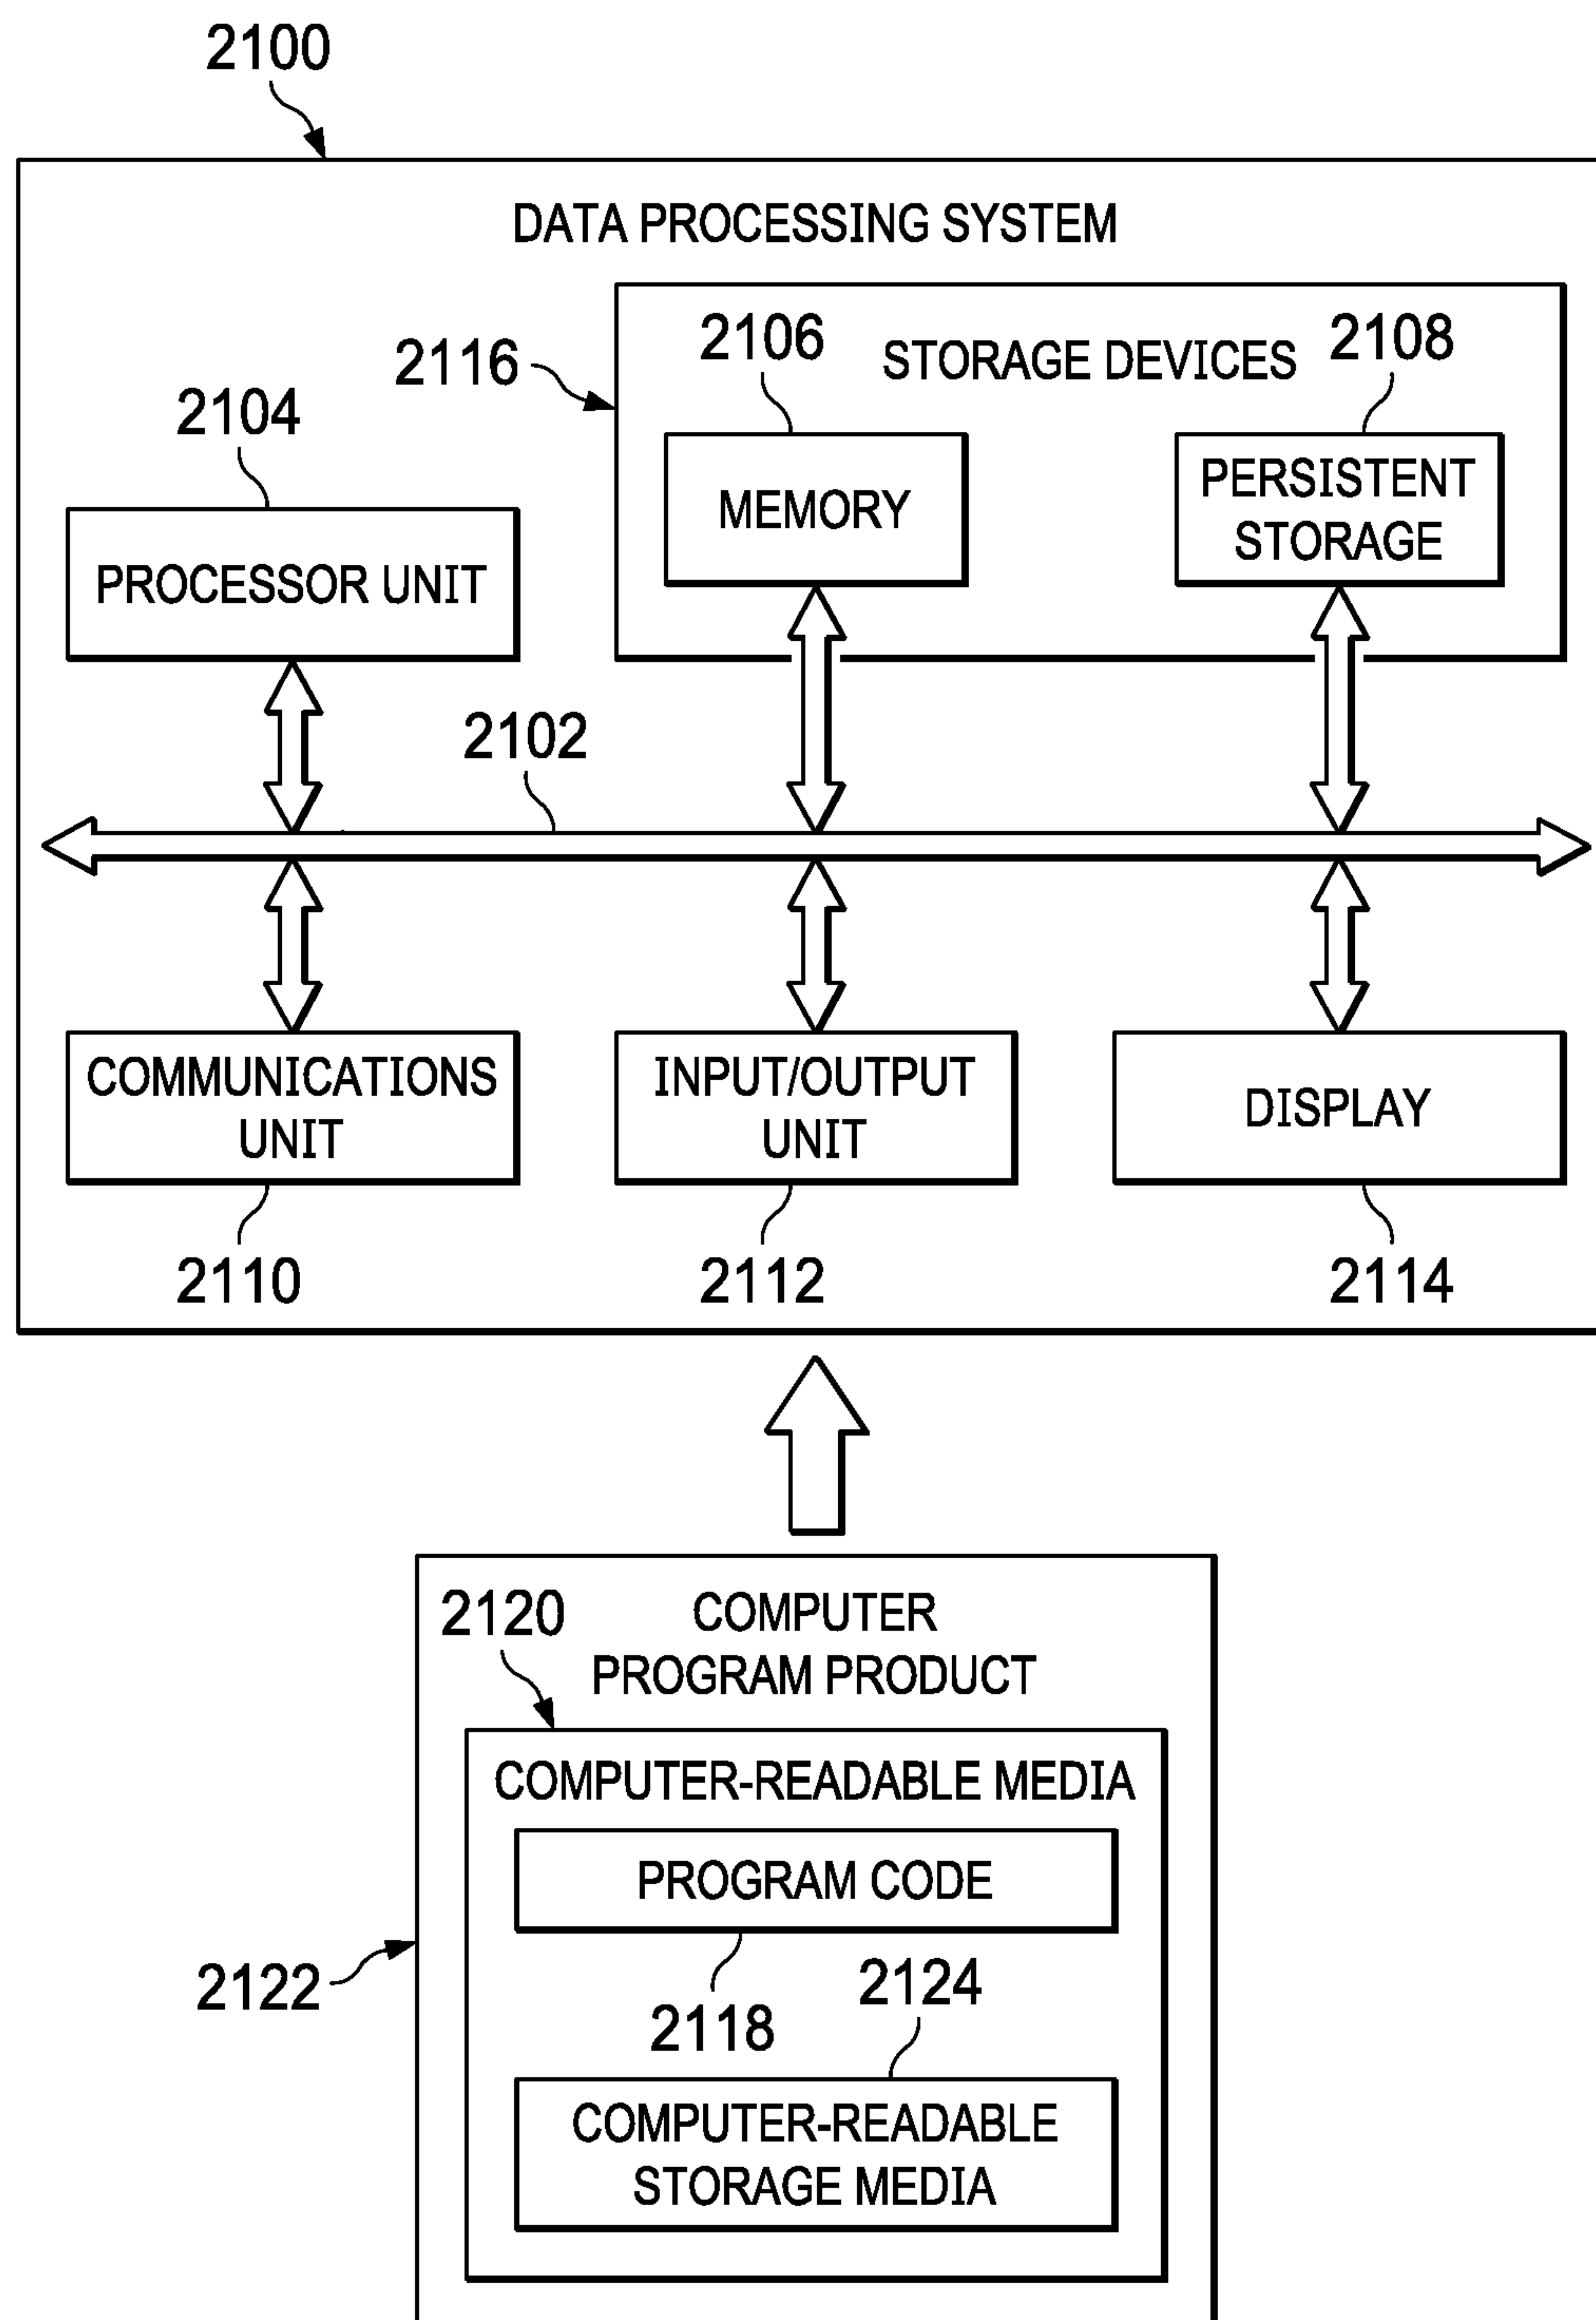 2100
DATA PROCESSING SYSTEM
2116
2106
STORAGE DEVICES
2108
2104
MEMORY
PERSISTENT
STORAGE
PROCESSOR UNIT
2102
COMMUNICATIONS
UNIT
INPUT/OUTPUT
UNIT
DISPLAY
2110
2112
2114
2120
COMPUTER
PROGRAM PRODUCT
COMPUTER-READABLE MEDIA
PROGRAM CODE
2122
2118
2124
COMPUTER-READABLE
STORAGE MEDIA